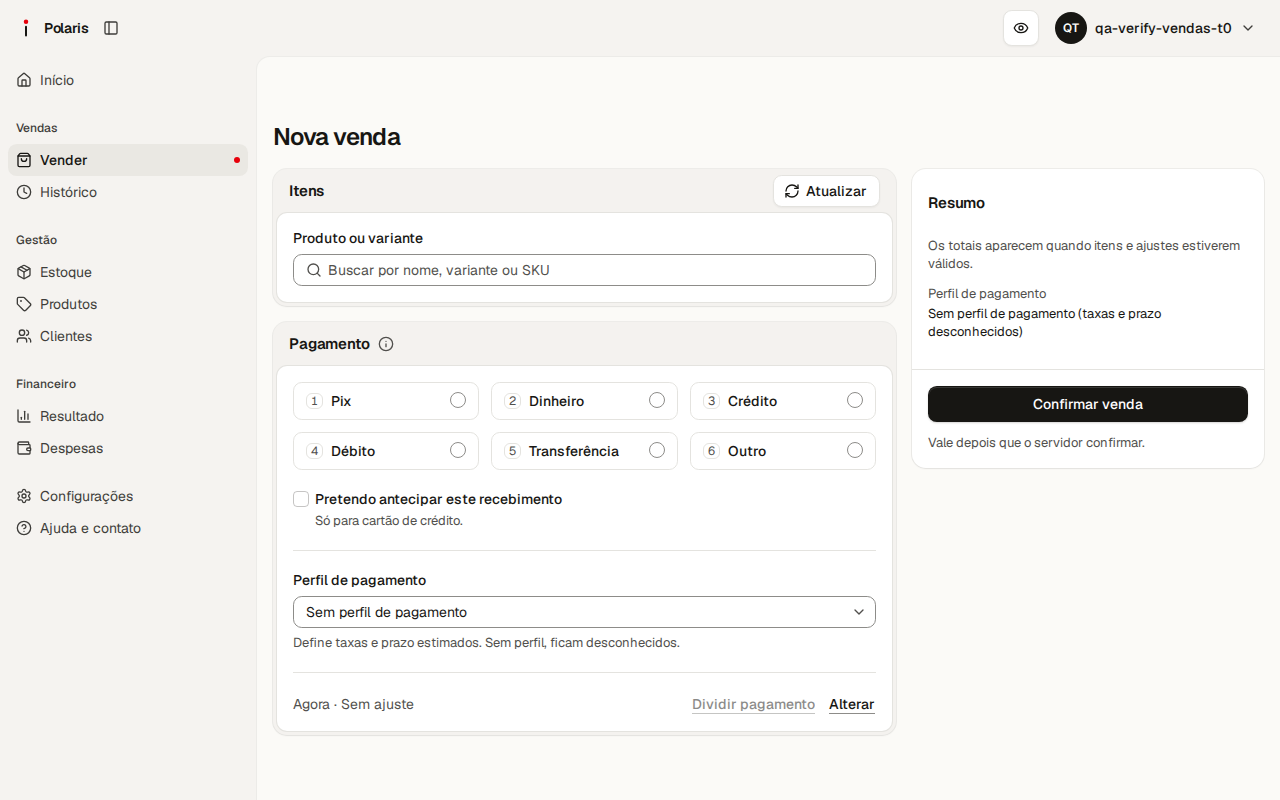 Polaris
QT
qa-verify-vendas-t0
Início
Vendas
Vender
Histórico
Gestão
Estoque
Produtos
Clientes
Financeiro
Resultado
Despesas
Configurações
Ajuda e contato
Nova venda
Itens
Atualizar
Produto ou variante
Buscar por nome, variante ou SKU
Pagamento
1 Pix
2 Dinheiro
3 Crédito
4 Débito
5 Transferência
6 Outro
Pretendo antecipar este recebimento
Só para cartão de crédito.
Perfil de pagamento
Sem perfil de pagamento
Define taxas e prazo estimados. Sem perfil, ficam desconhecidos.
Agora · Sem ajuste
Dividir pagamento
Alterar
Resumo
Os totais aparecem quando itens e ajustes estiverem
válidos.
Perfil de pagamento
Sem perfil de pagamento (taxas e prazo
desconhecidos)
Confirmar venda
Vale depois que o servidor confirmar.